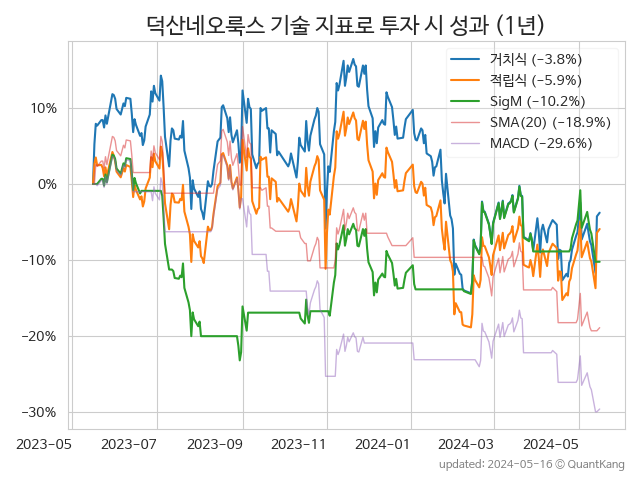 덕산네오룩스 기술 지표로 투자 시 성과 (1년)
거치식 (−3.8%)
적립식 (−5.9%)
SigM (−10.2%)
SMA(20) (−18.9%)
MACD (−29.6%)
10%
0%
−10%
−20%
−30%
2023-05 2023-07 2023-09 2023-11 2024-01 2024-03 2024-05
updated: 2024-05-16 © QuantKang